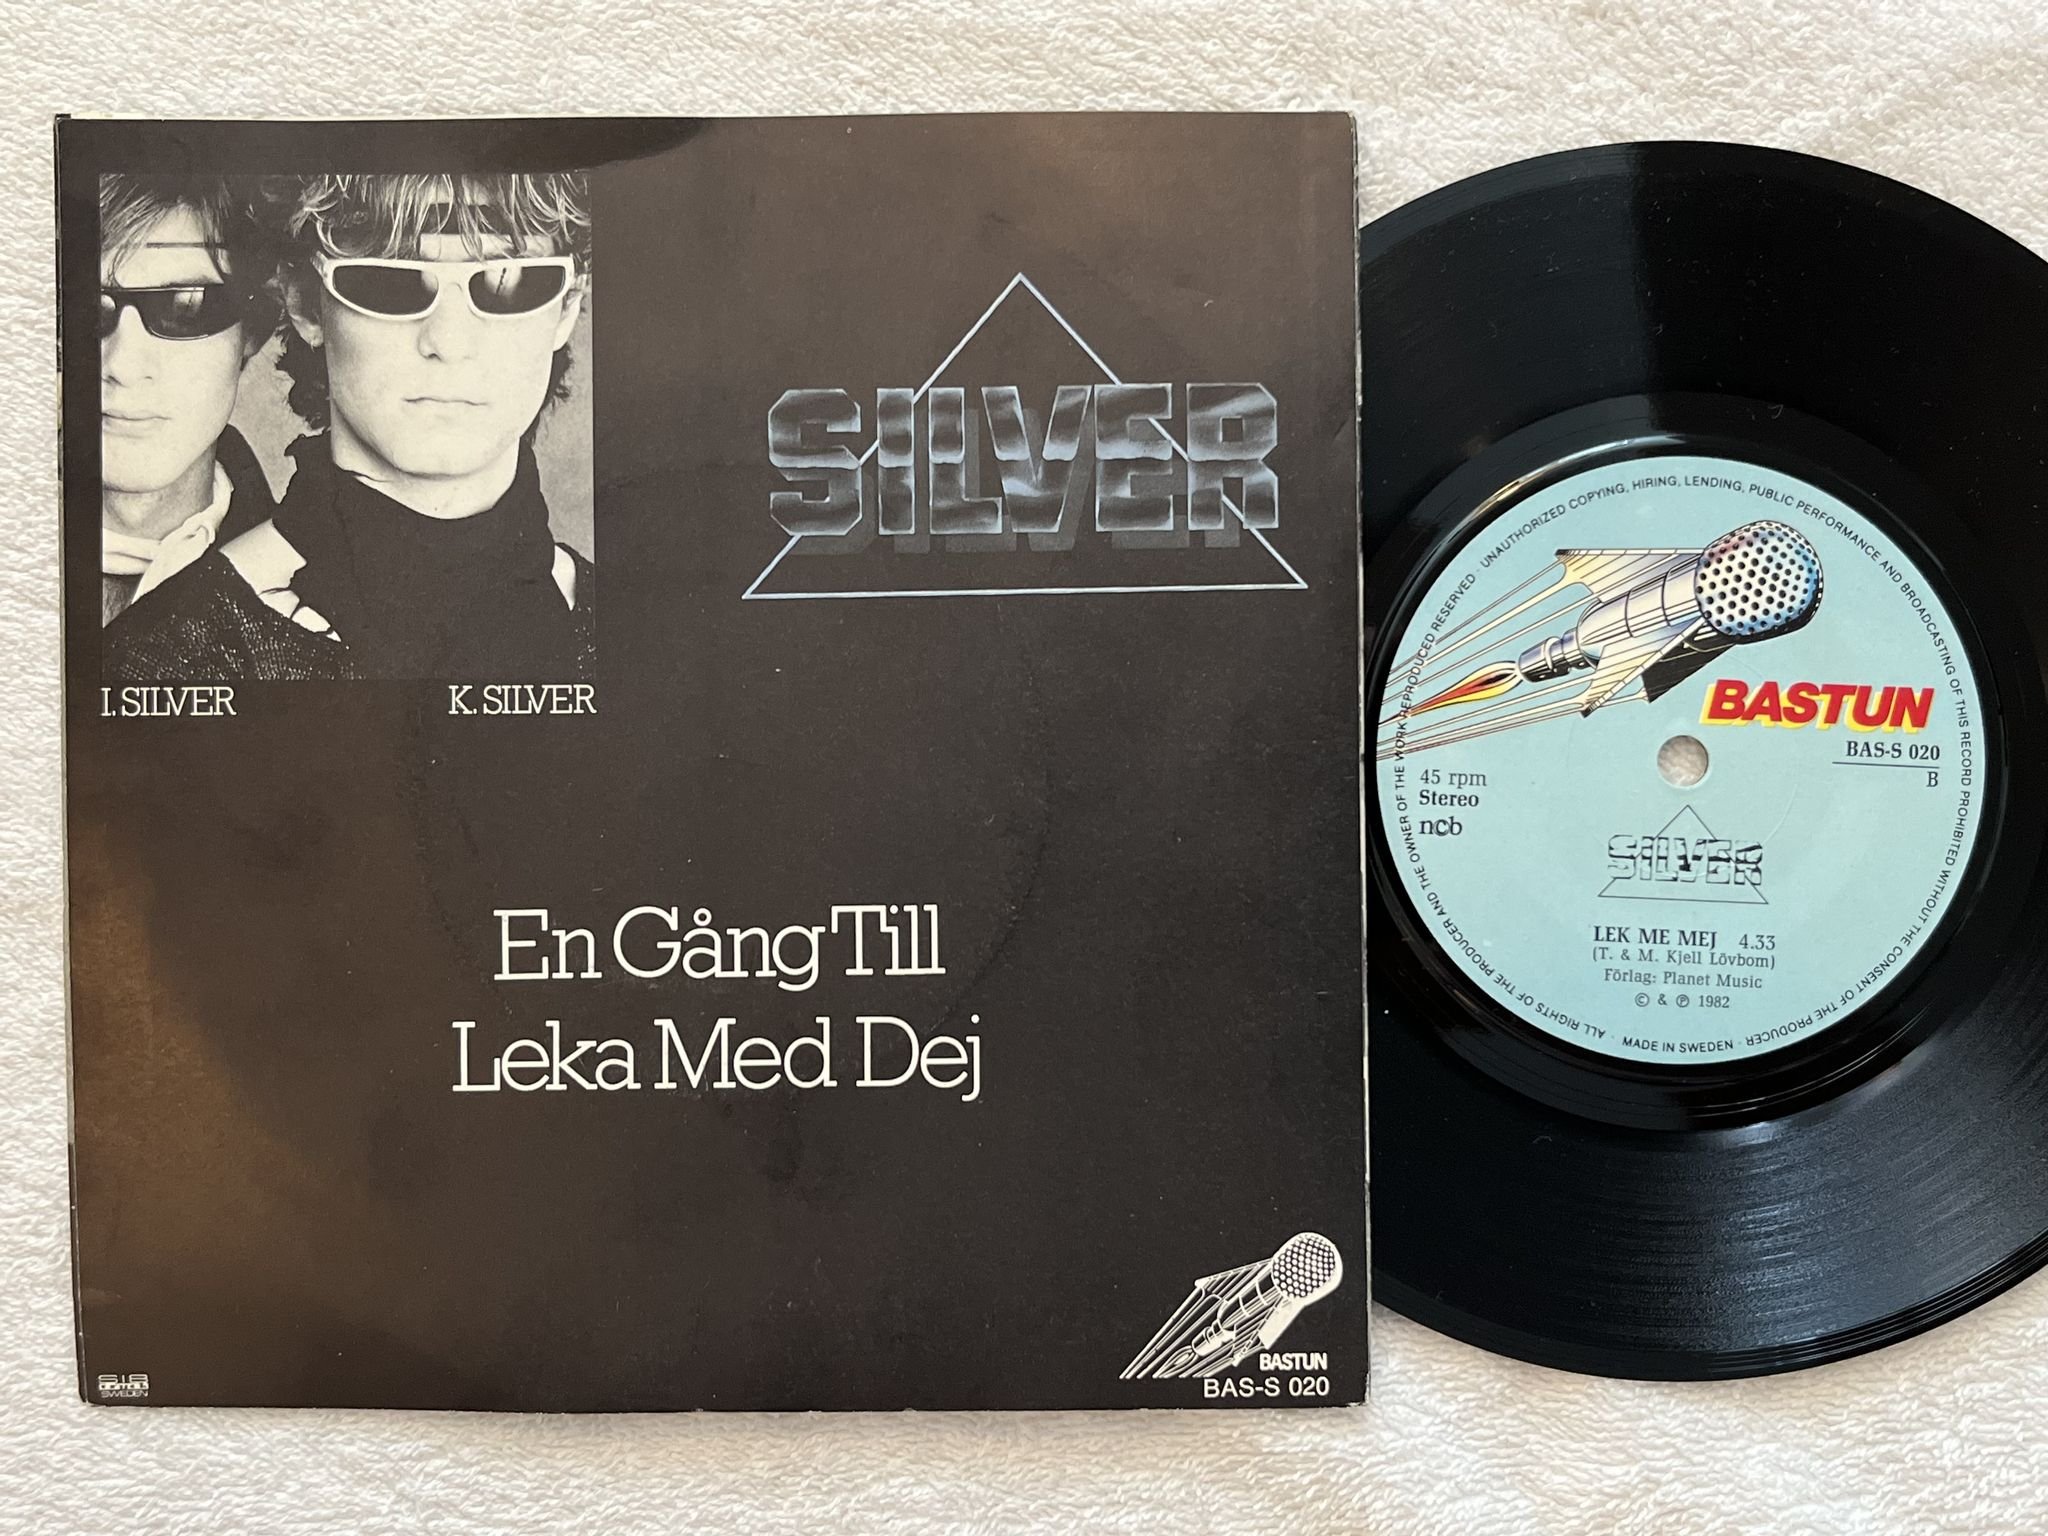 I. SILVER
K. SILVER
SILVER
En Gång Till
Leka Med Dej
BASTUN
BAS-S 020
SIB
SWEDEN
ALL RIGHTS OF THE PRODUCER AND THE OWNER OF THE WORK REPRODUCED RESERVED · UNAUTHORIZED COPYING, HIRING, LENDING, PUBLIC PERFORMANCE AND BROADCASTING OF THIS RECORD PROHIBITED WITHOUT THE CONSENT OF THE PRODUCER · MADE IN SWEDEN ·
BASTUN
BAS-S 020
B
45 rpm
Stereo
ncb
SILVER
LEK ME MEJ 4.33
(T. & M. Kjell Lövbom)
Förlag: Planet Music
© & ℗ 1982